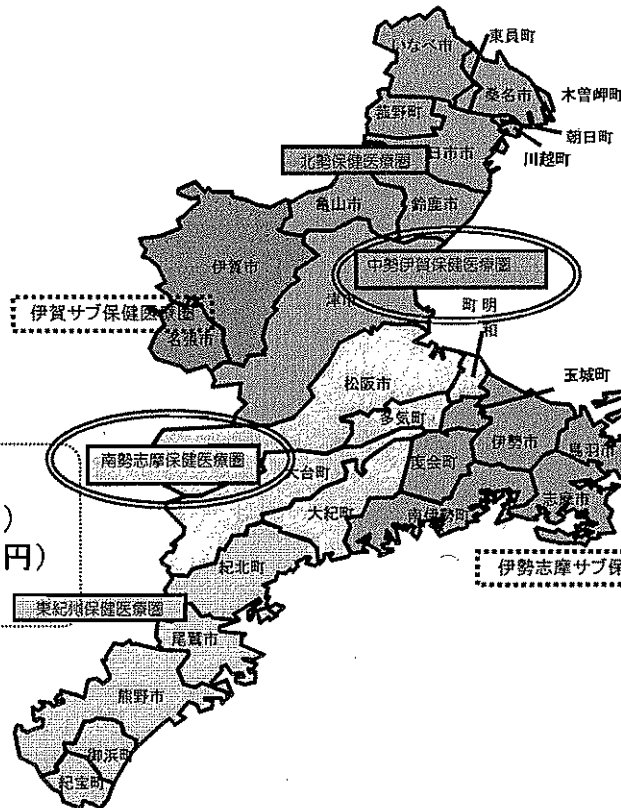 東員町
いなべ市
桑名市
木曽岬町
菰野町
朝日町
川越町
北勢保健医療圏
日市市
亀山市
鈴鹿市
伊賀市
中勢伊賀保健医療圏
津市
明和町
伊賀サブ保健医療圏
名張市
松阪市
玉城町
多気町
伊勢市
鳥羽市
南勢志摩保健医療圏
度会町
大台町
志摩市
大紀町
南伊勢町
)
円)
紀北町
伊勢志摩サブ保
東紀州保健医療圏
尾鷲市
熊野市
御浜町
紀宝町